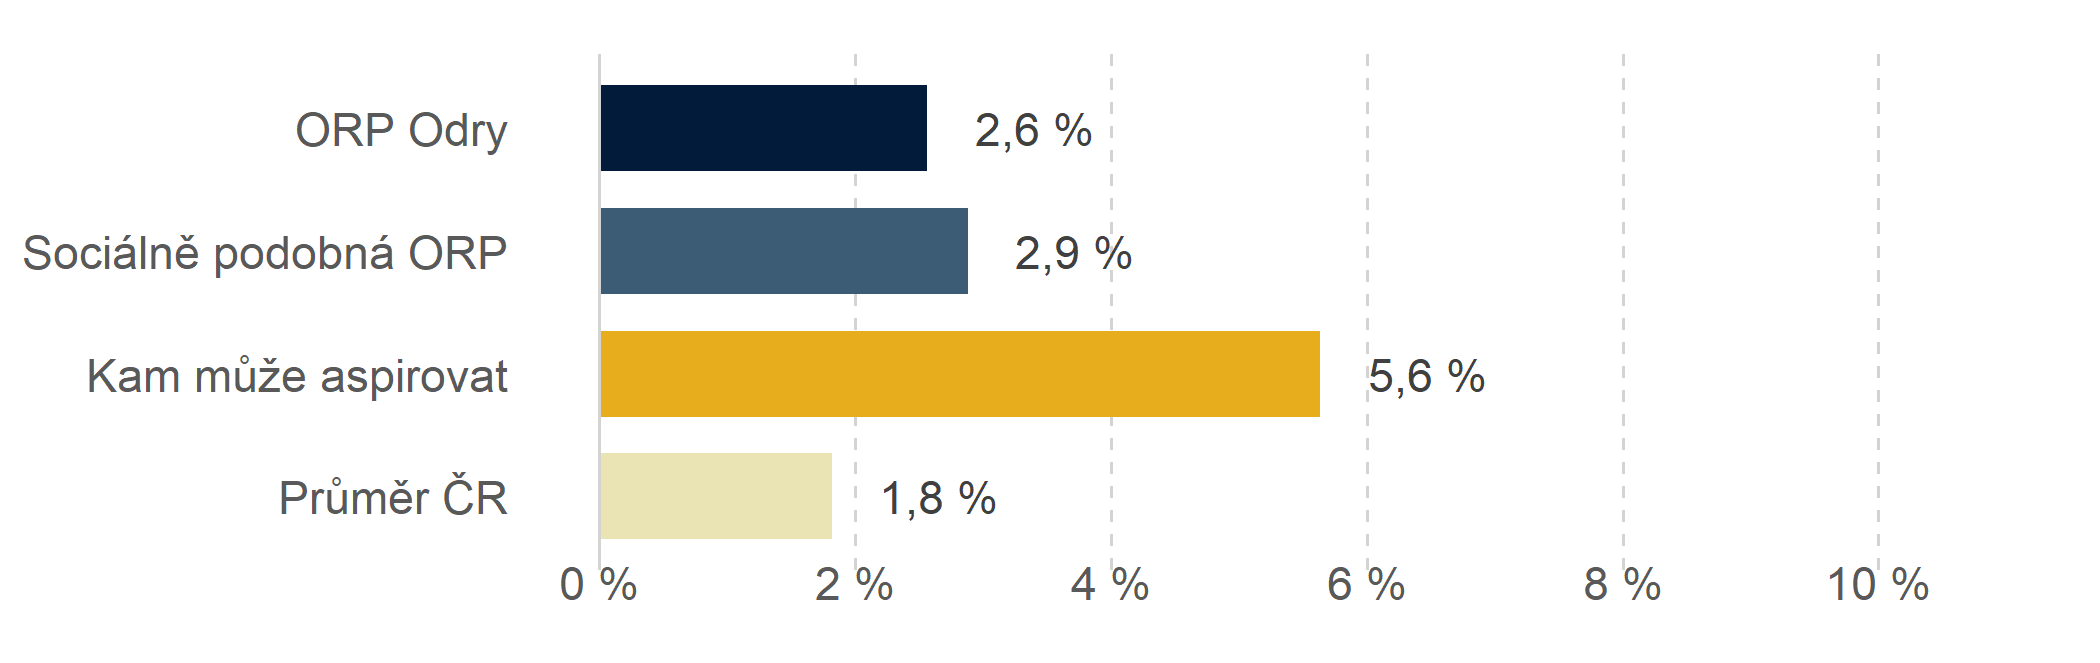 ORP Odry
2,6 %
Sociálně podobná ORP
2,9 %
Kam může aspirovat
5,6 %
Průměr ČR
1,8 %
0 %
2 %
4 %
6 %
8 %
10 %